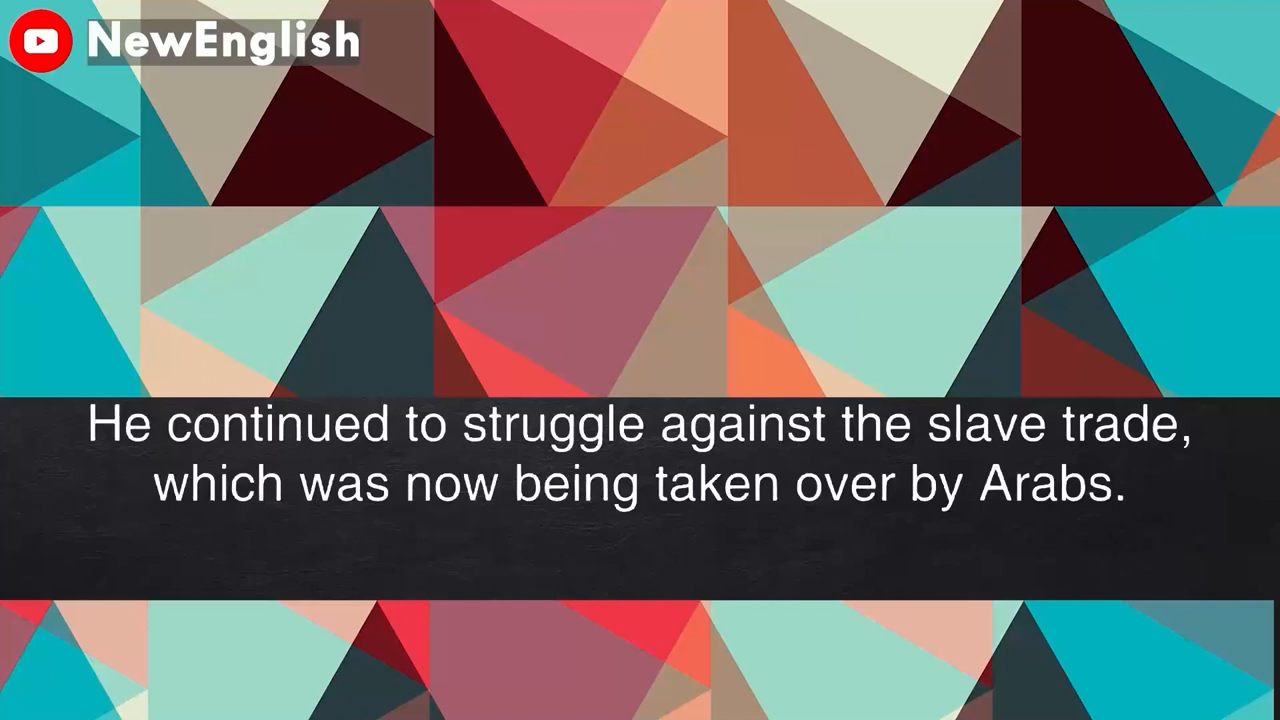 NewEnglish
He continued to struggle against the slave trade,
which was now being taken over by Arabs.